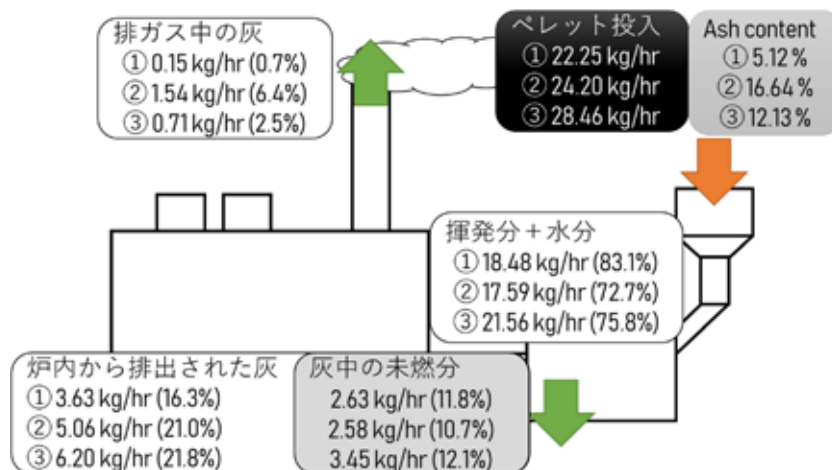 排ガス中の灰
① 0.15 kg/hr (0.7%)
② 1.54 kg/hr (6.4%)
③ 0.71 kg/hr (2.5%)
ペレット投入
① 22.25 kg/hr
② 24.20 kg/hr
③ 28.46 kg/hr
Ash content
① 5.12 %
② 16.64 %
③ 12.13 %
揮発分＋水分
① 18.48 kg/hr (83.1%)
② 17.59 kg/hr (72.7%)
③ 21.56 kg/hr (75.8%)
炉内から排出された灰
① 3.63 kg/hr (16.3%)
② 5.06 kg/hr (21.0%)
③ 6.20 kg/hr (21.8%)
灰中の未燃分
2.63 kg/hr (11.8%)
2.58 kg/hr (10.7%)
3.45 kg/hr (12.1%)